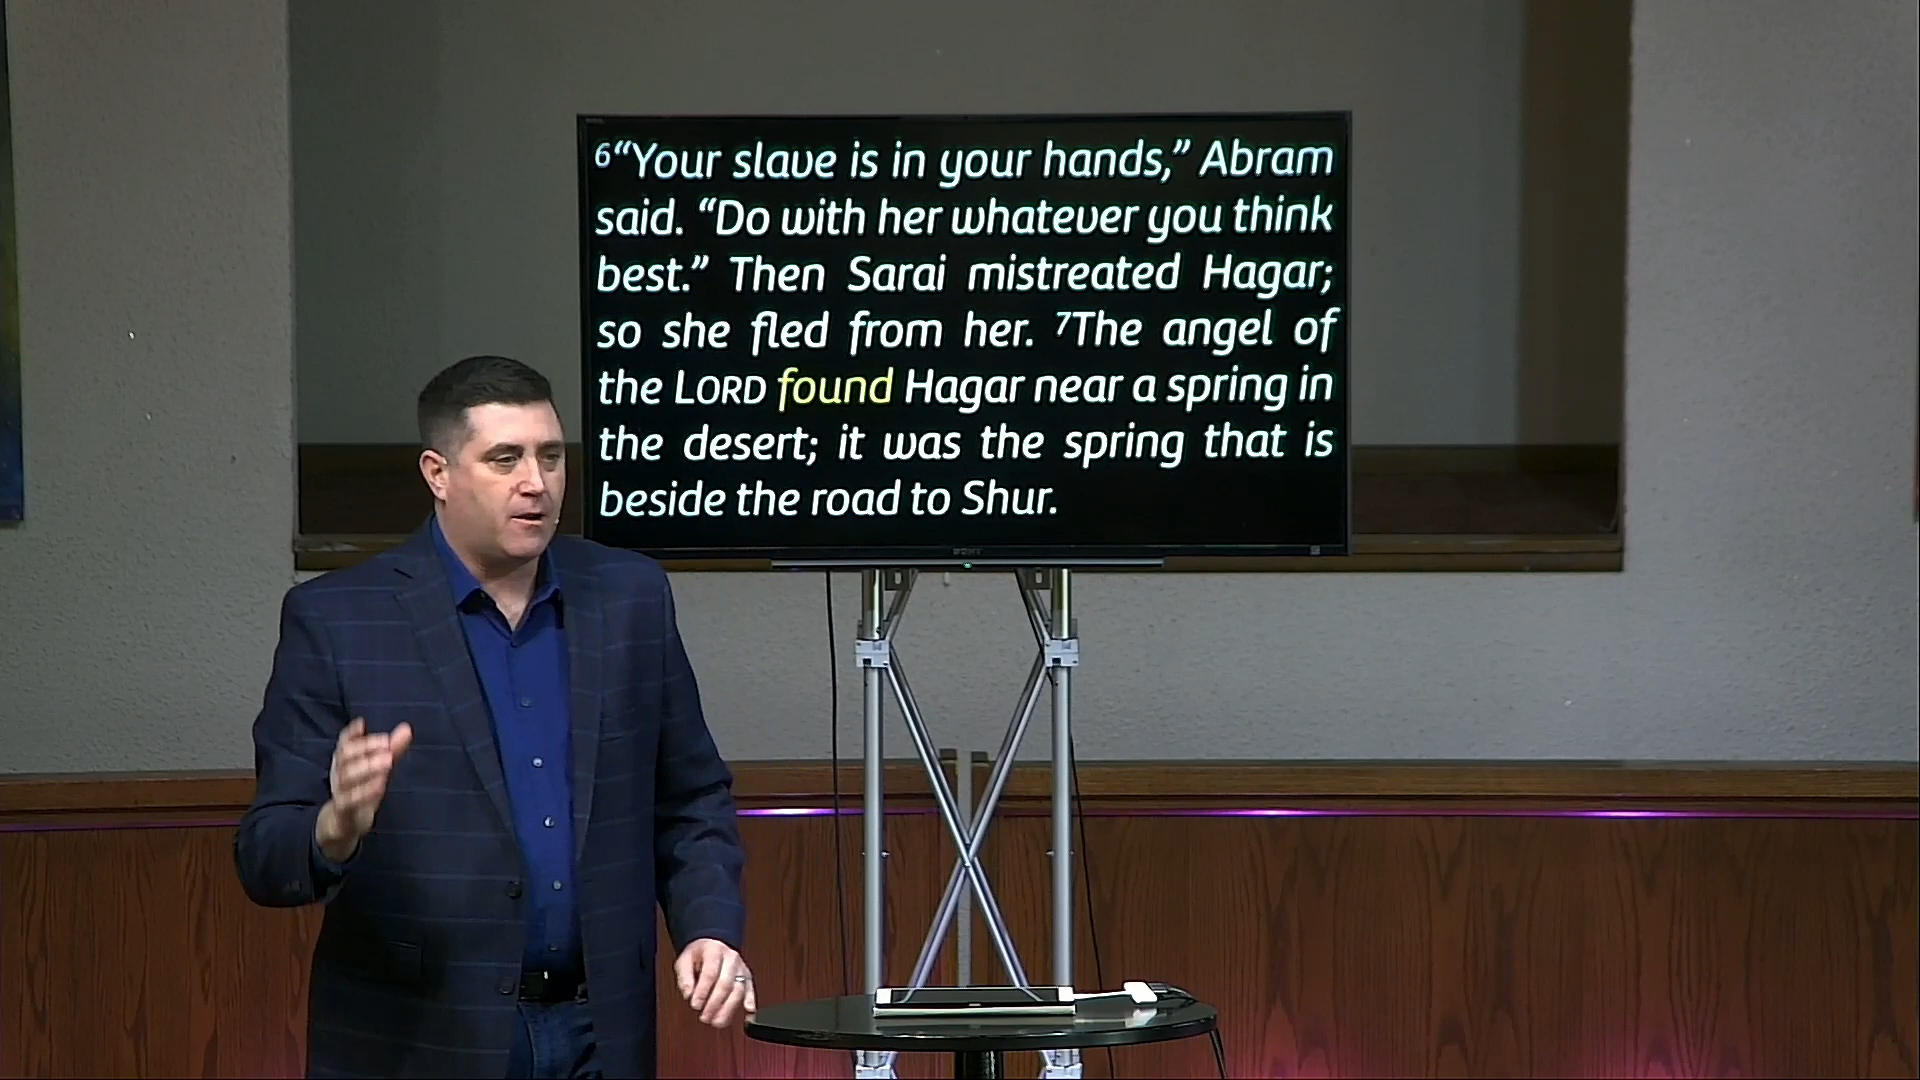 6“Your slave is in your hands,” Abram
said. “Do with her whatever you think
best.” Then Sarai mistreated Hagar;
so she fled from her. 7The angel of
the LORD found Hagar near a spring in
the desert; it was the spring that is
beside the road to Shur.
SONY